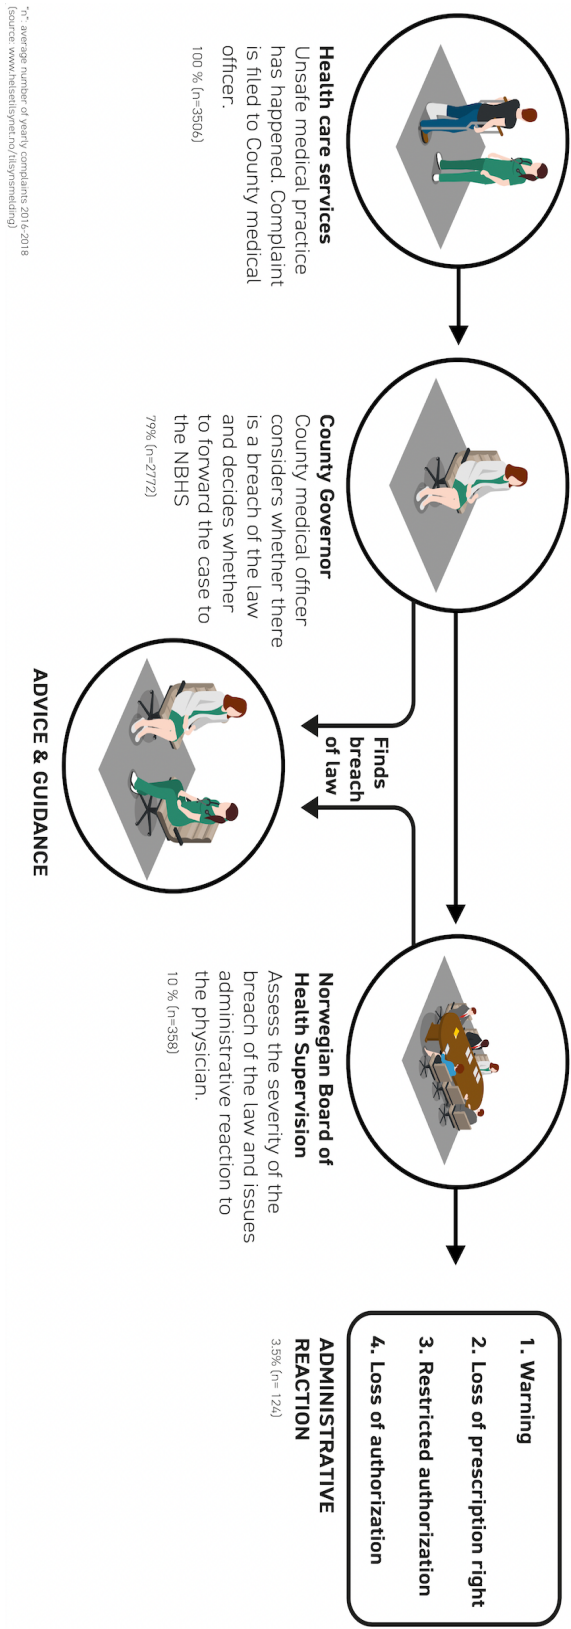 Health care services
Unsafe medical practice
has happened. Complaint
is filed to County medical
officer.
100 % (n=3506)
County Governor
County medical officer
considers whether there
is a breach of the law
and decides whether
to forward the case to
the NBHS
79% (n=2772)
Finds
breach
of law
ADVICE & GUIDANCE
Norwegian Board of
Health Supervision
Assess the severity of the
breach of the law and issues
administrative reaction to
the physician.
10 % (n=358)
1. Warning
2. Loss of prescription right
3. Restricted authorization
4. Loss of authorization
ADMINISTRATIVE
REACTION
3.5% (n= 124)
"n": average number of yearly complaints 2016-2018
(source: www.helsetilsynet.no/tilsynsmelding)